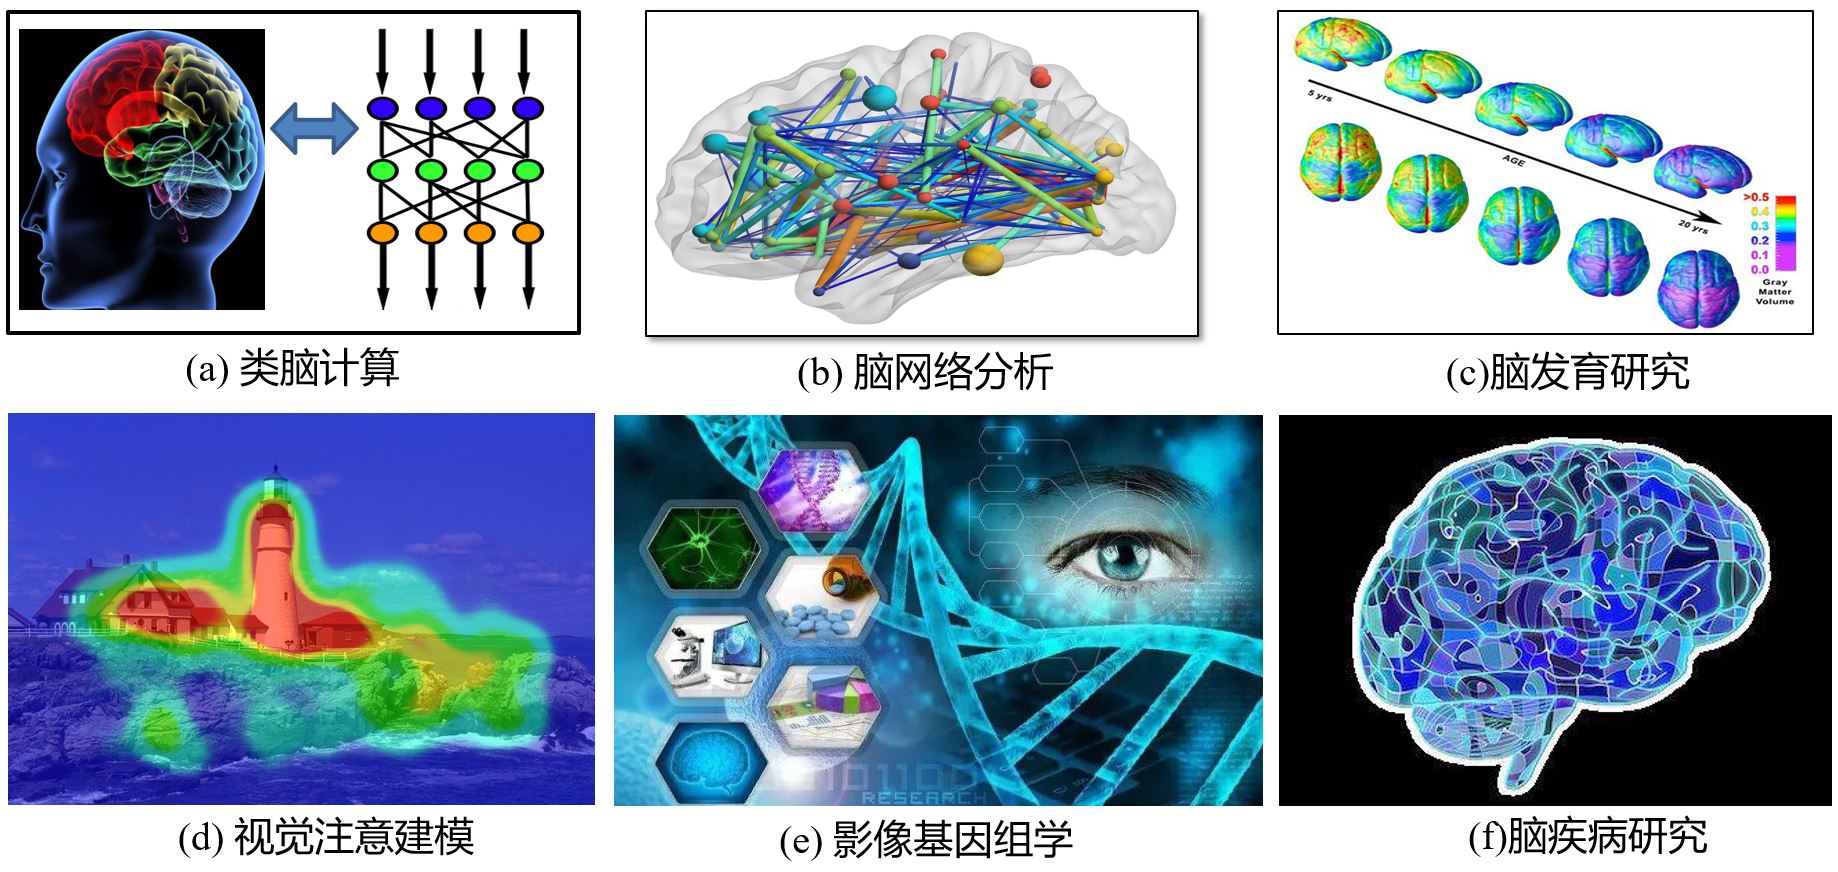 5 yrs
AGE
20 yrs
>0.5
0.4
0.3
0.2
0.1
0.0
Gray
Matter
Volume
(a) 类脑计算
(b) 脑网络分析
(c)脑发育研究
RESEARCH
(d) 视觉注意建模
(e) 影像基因组学
(f)脑疾病研究